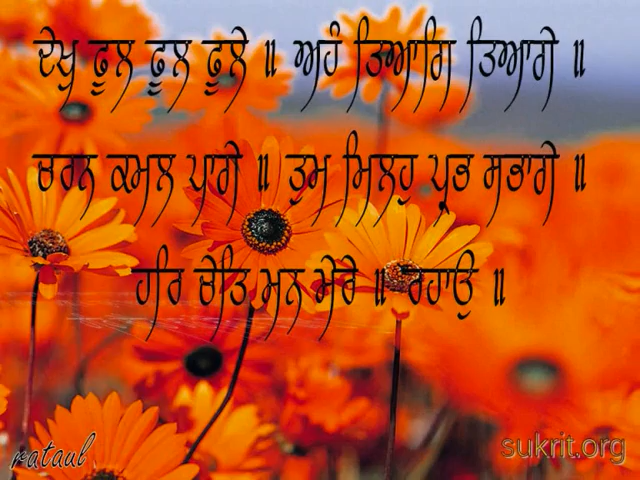 ਦੇਖੁ ਫੂਲ ਫੂਲ ਫੂਲੇ ॥ ਅਹੰ ਤਿਆਗਿ ਤਿਆਗੇ ॥
ਚਰਨ ਕਮਲ ਪਾਗੇ ॥ ਤੁਮ ਮਿਲਹੁ ਪ੍ਰਭ ਸਭਾਗੇ ॥
ਹਰਿ ਚੇਤਿ ਮਨ ਮੇਰੇ ॥ ਰਹਾਉ ॥
rataul
sukrit.org